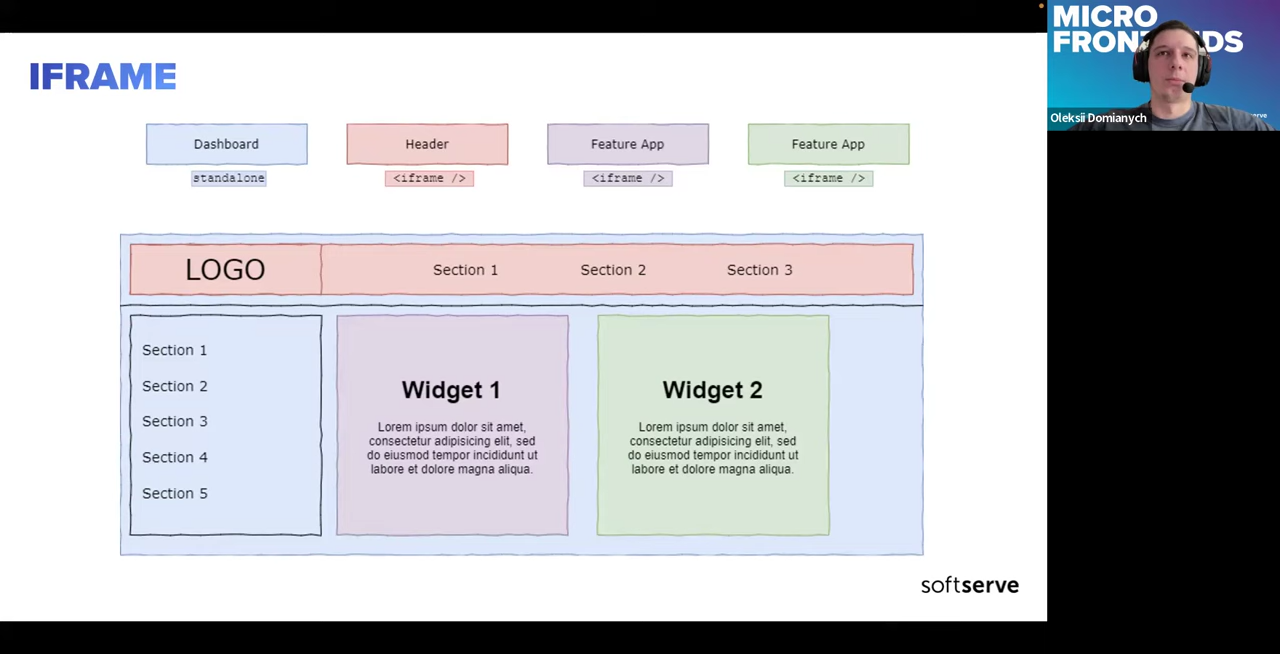 IFRAME
Dashboard
Header
Feature App
Feature App
standalone
<iframe />
<iframe />
<iframe />
LOGO
Section 1
Section 2
Section 3
Section 1
Section 2
Section 3
Section 4
Section 5
Widget 1
Lorem ipsum dolor sit amet,
consectetur adipisicing elit, sed
do eiusmod tempor incididunt ut
labore et dolore magna aliqua.
Widget 2
Lorem ipsum dolor sit amet,
consectetur adipisicing elit, sed
do eiusmod tempor incididunt ut
labore et dolore magna aliqua.
softserve
MICRO
Oleksii Domianych